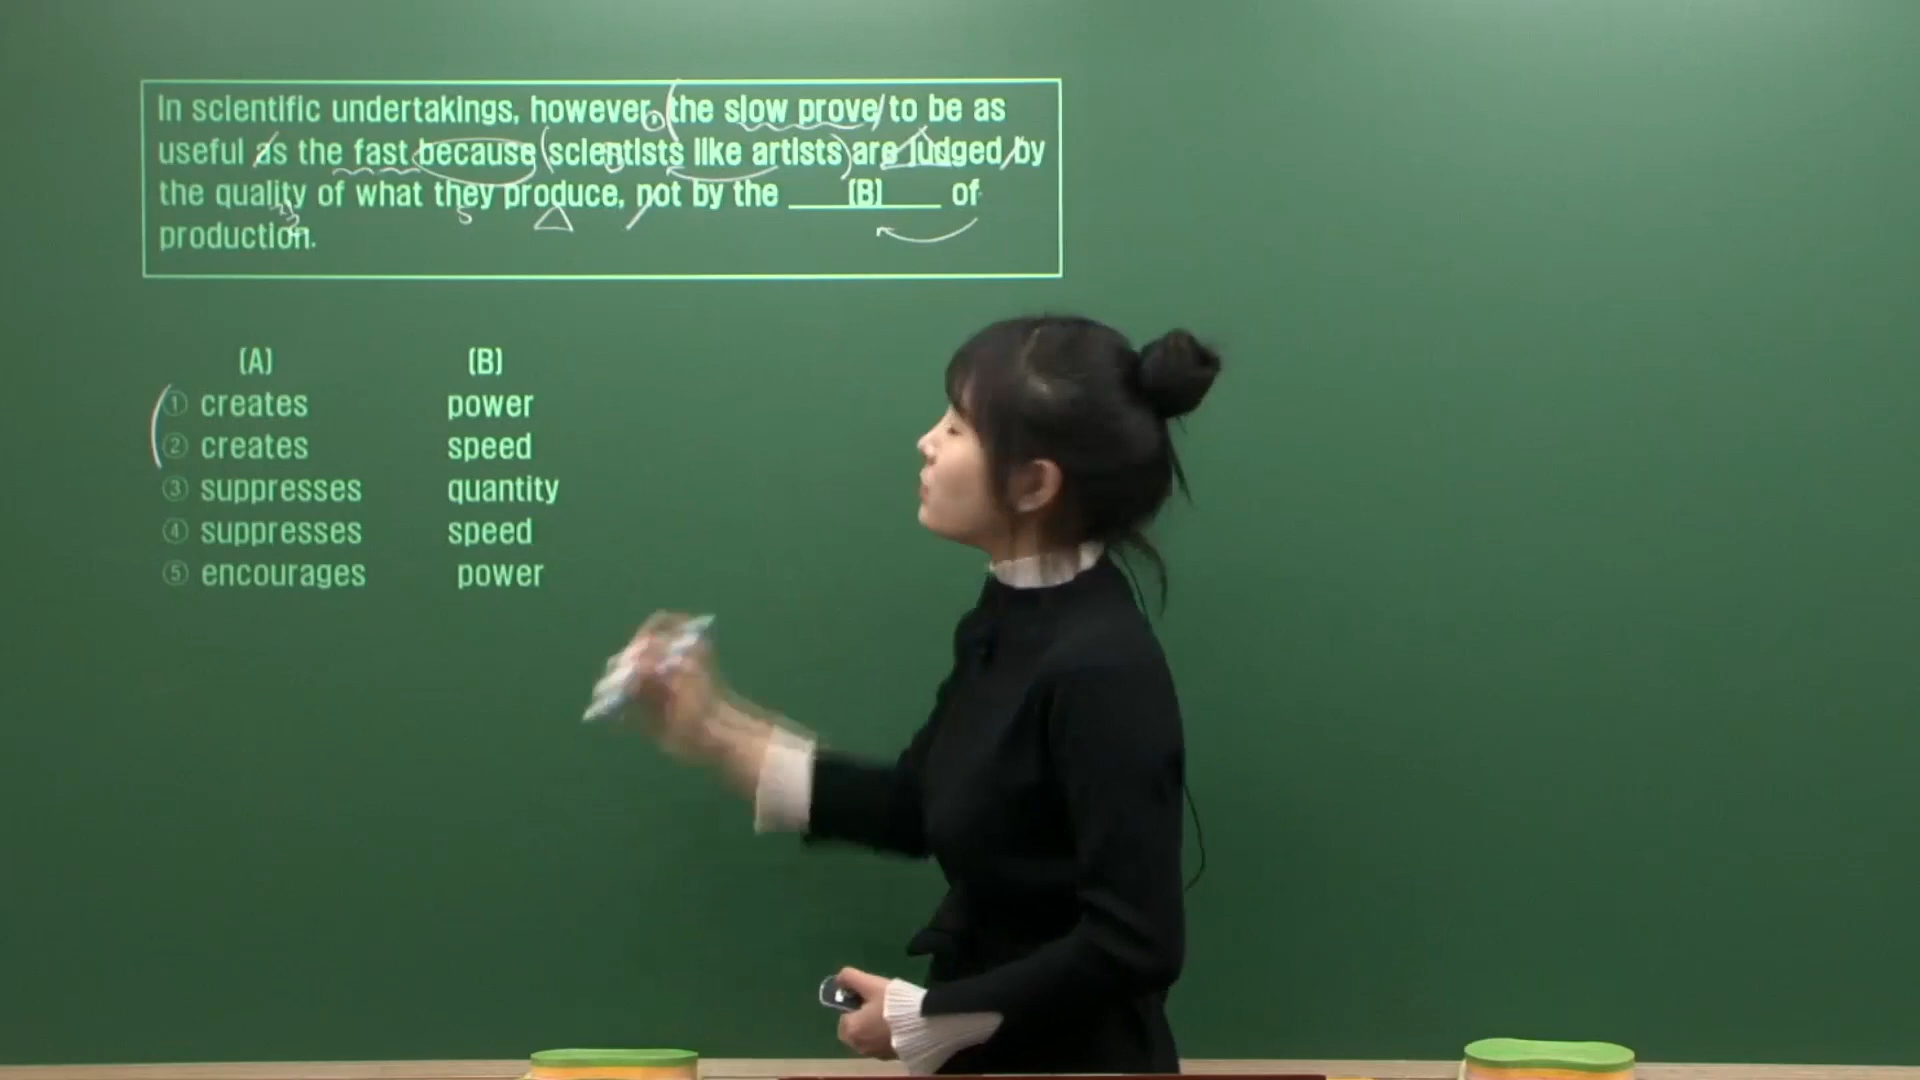 In scientific undertakings, however, the slow prove to be as
useful as the fast because scientists like artists are judged by
the quality of what they produce, not by the ____(B)____ of
production.
(A) (B)
① creates power
② creates speed
③ suppresses quantity
④ suppresses speed
⑤ encourages power